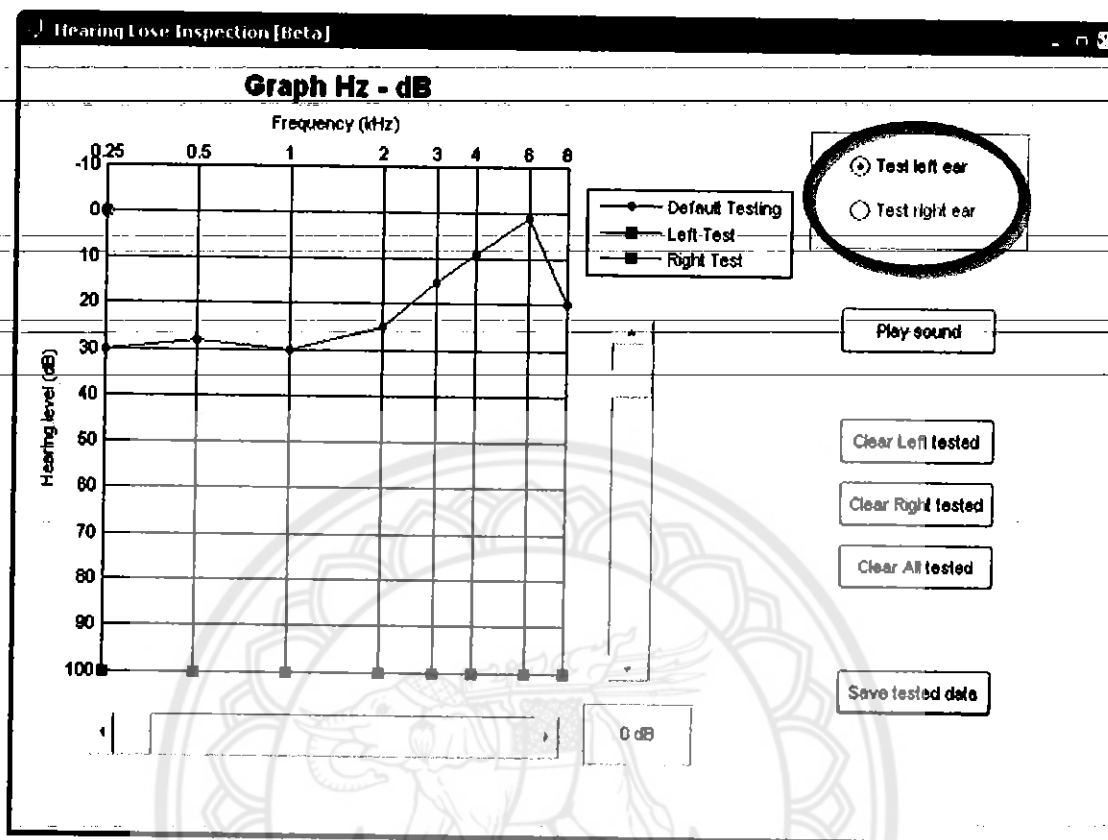 Hearing Lose Inspection [Beta]
Graph Hz - dB
Frequency (kHz)
0.25 0.5 1 2 3 4 6 8
-10
0
10
20
30
40
50
60
70
80
90
100
Hearing level (dB)
Default Testing
Left Test
Right Test
Test left ear
Test right ear
Play sound
Clear Left tested
Clear Right tested
Clear All tested
Save tested data
0 dB